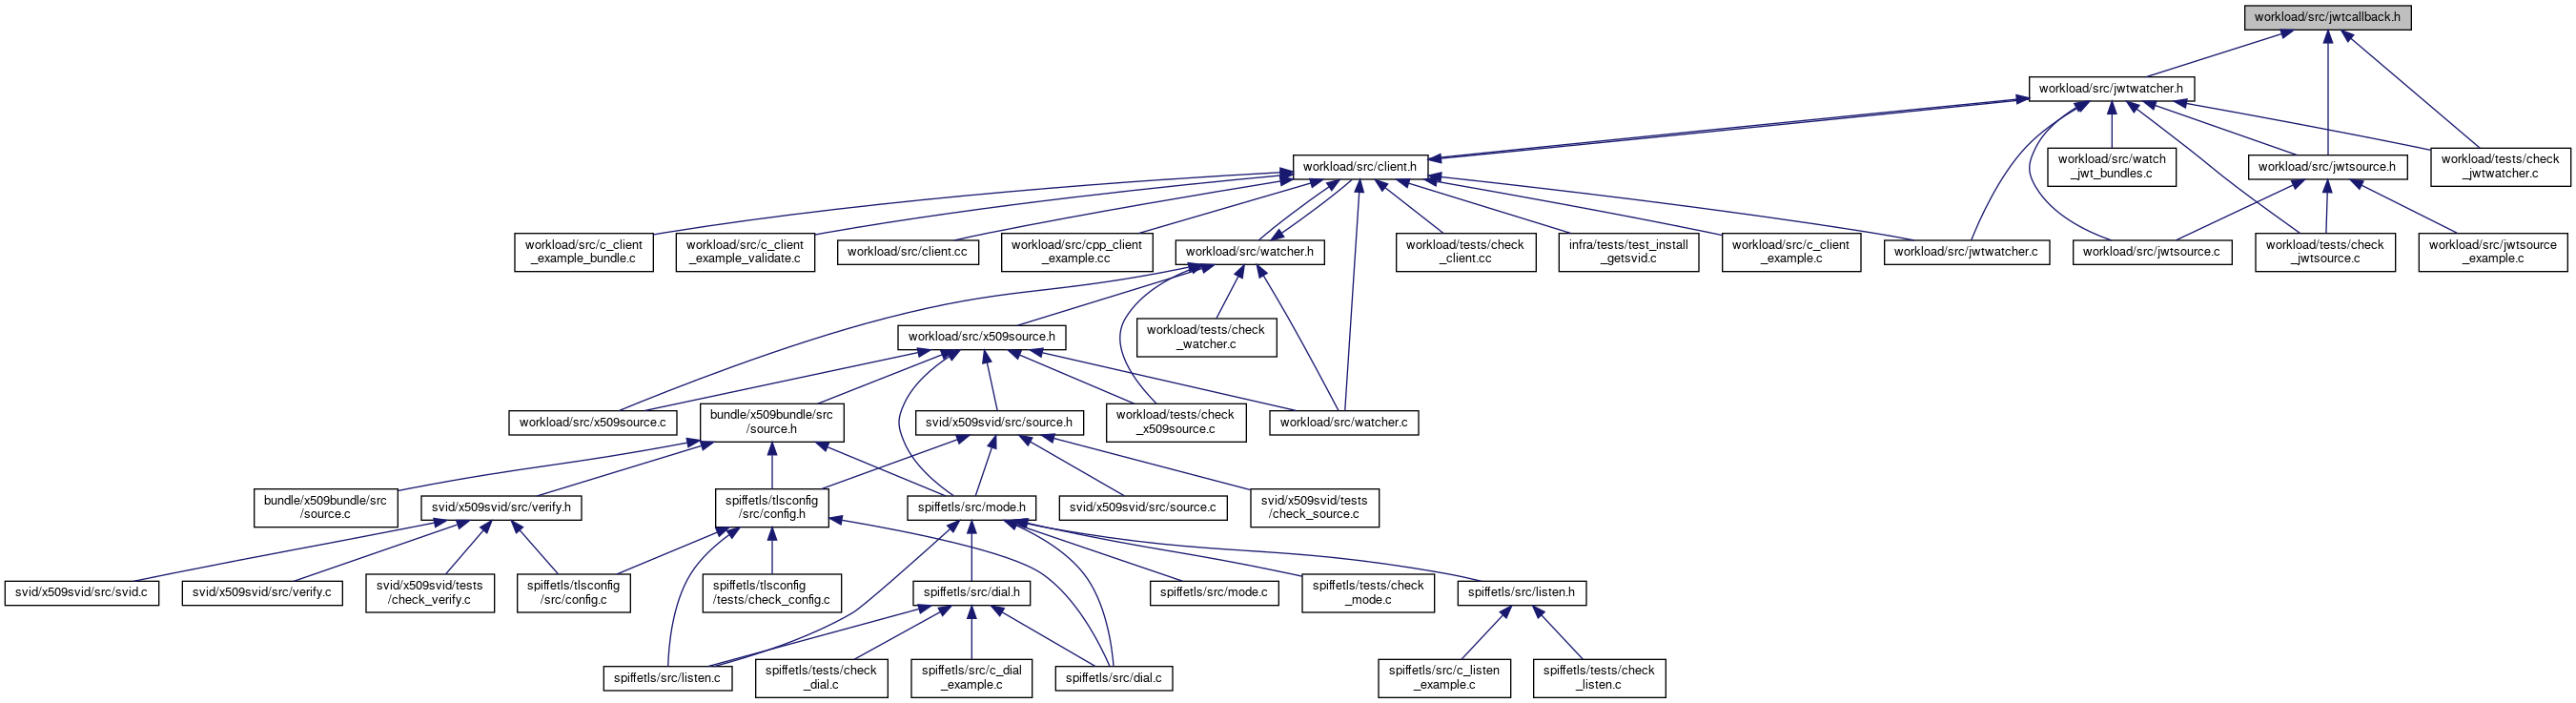 workload/src/jwtcallback.h
workload/src/jwtwatcher.h
workload/src/client.h
workload/src/watch
_jwt_bundles.c
workload/src/jwtsource.h
workload/tests/check
_jwtwatcher.c
workload/src/c_client
_example_bundle.c
workload/src/c_client
_example_validate.c
workload/src/client.cc
workload/src/cpp_client
_example.cc
workload/src/watcher.h
workload/tests/check
_client.cc
infra/tests/test_install
_getsvid.c
workload/src/c_client
_example.c
workload/src/jwtwatcher.c
workload/src/jwtsource.c
workload/tests/check
_jwtsource.c
workload/src/jwtsource
_example.c
workload/src/x509source.h
workload/tests/check
_watcher.c
workload/src/x509source.c
bundle/x509bundle/src
/source.h
svid/x509svid/src/source.h
workload/tests/check
_x509source.c
workload/src/watcher.c
bundle/x509bundle/src
/source.c
svid/x509svid/src/verify.h
spiffetls/tlsconfig
/src/config.h
spiffetls/src/mode.h
svid/x509svid/src/source.c
svid/x509svid/tests
/check_source.c
svid/x509svid/src/svid.c
svid/x509svid/src/verify.c
svid/x509svid/tests
/check_verify.c
spiffetls/tlsconfig
/src/config.c
spiffetls/tlsconfig
/tests/check_config.c
spiffetls/src/dial.h
spiffetls/src/mode.c
spiffetls/tests/check
_mode.c
spiffetls/src/listen.h
spiffetls/src/listen.c
spiffetls/tests/check
_dial.c
spiffetls/src/c_dial
_example.c
spiffetls/src/dial.c
spiffetls/src/c_listen
_example.c
spiffetls/tests/check
_listen.c